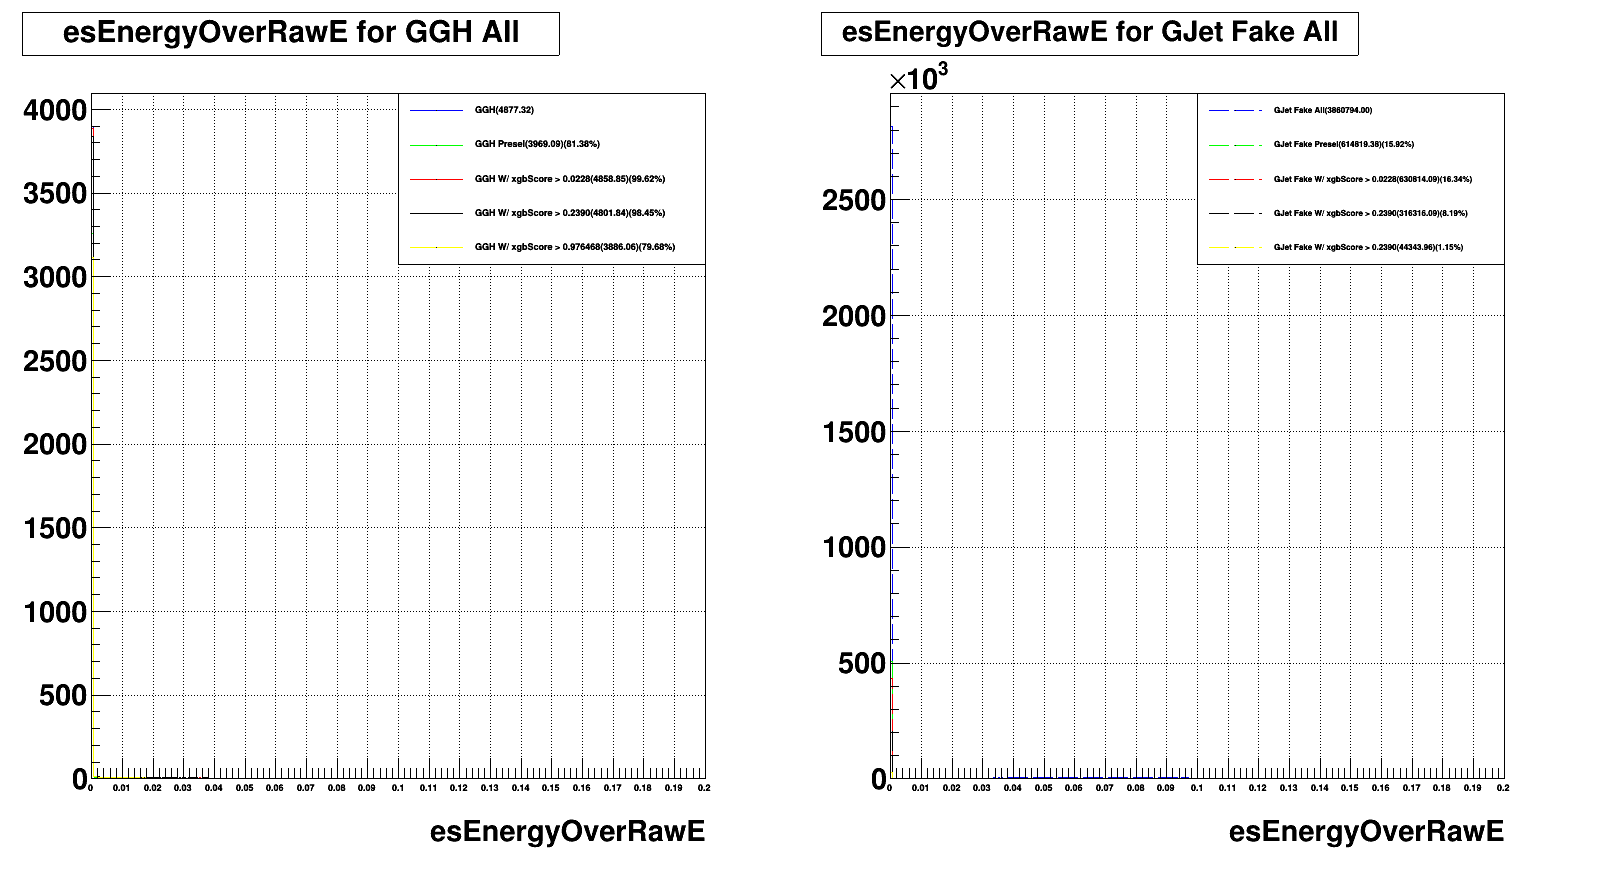 esEnergyOverRawE for GGH All
4000
3500
3000
2500
2000
1500
1000
500
0
GGH(4877.32)
GGH Presel(3969.09)(81.38%)
GGH W/ xgbScore > 0.0228(4858.85)(99.62%)
GGH W/ xgbScore > 0.2390(4801.84)(98.45%)
GGH W/ xgbScore > 0.976468(3886.06)(79.68%)
0 0.01 0.02 0.03 0.04 0.05 0.06 0.07 0.08 0.09 0.1 0.11 0.12 0.13 0.14 0.15 0.16 0.17 0.18 0.19 0.2
esEnergyOverRawE
esEnergyOverRawE for GJet Fake All
×10³
2500
2000
1500
1000
500
0
GJet Fake All(3860794.00)
GJet Fake Presel(614819.38)(15.92%)
GJet Fake W/ xgbScore > 0.0228(630814.09)(16.34%)
GJet Fake W/ xgbScore > 0.2390(316316.09)(8.19%)
GJet Fake W/ xgbScore > 0.2390(44343.96)(1.15%)
0 0.01 0.02 0.03 0.04 0.05 0.06 0.07 0.08 0.09 0.1 0.11 0.12 0.13 0.14 0.15 0.16 0.17 0.18 0.19 0.2
esEnergyOverRawE